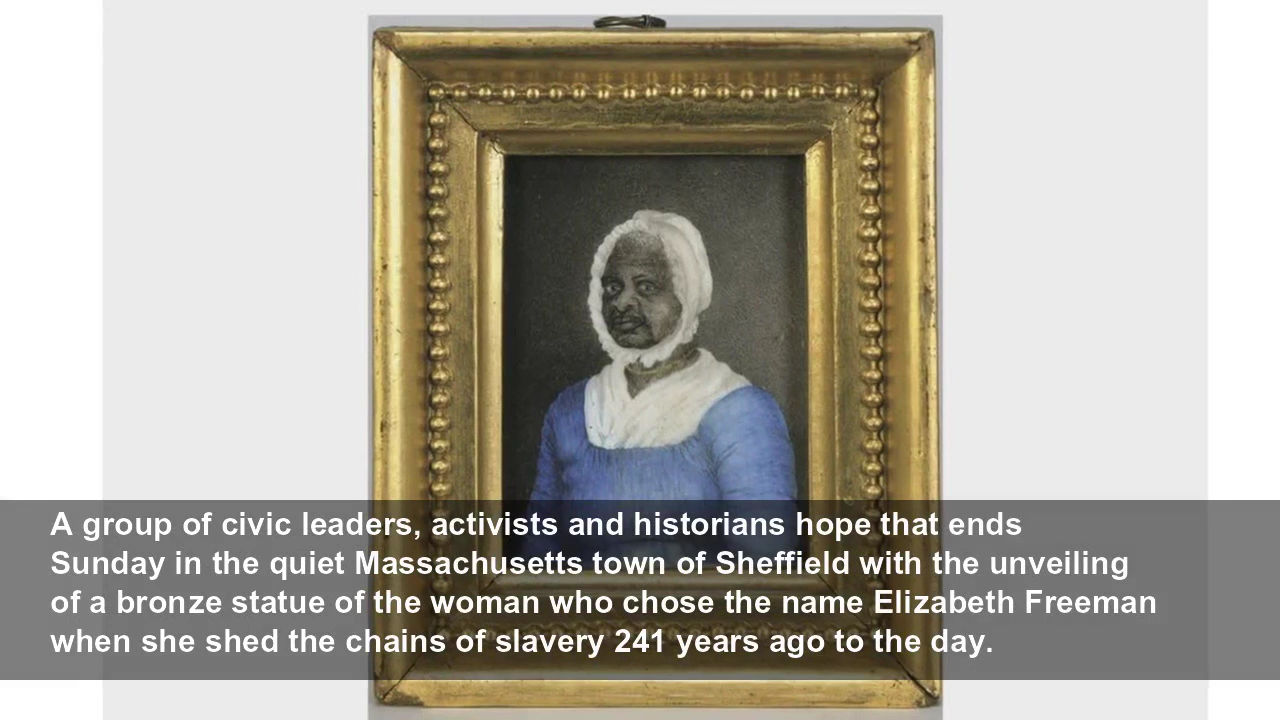 A group of civic leaders, activists and historians hope that ends
Sunday in the quiet Massachusetts town of Sheffield with the unveiling
of a bronze statue of the woman who chose the name Elizabeth Freeman
when she shed the chains of slavery 241 years ago to the day.